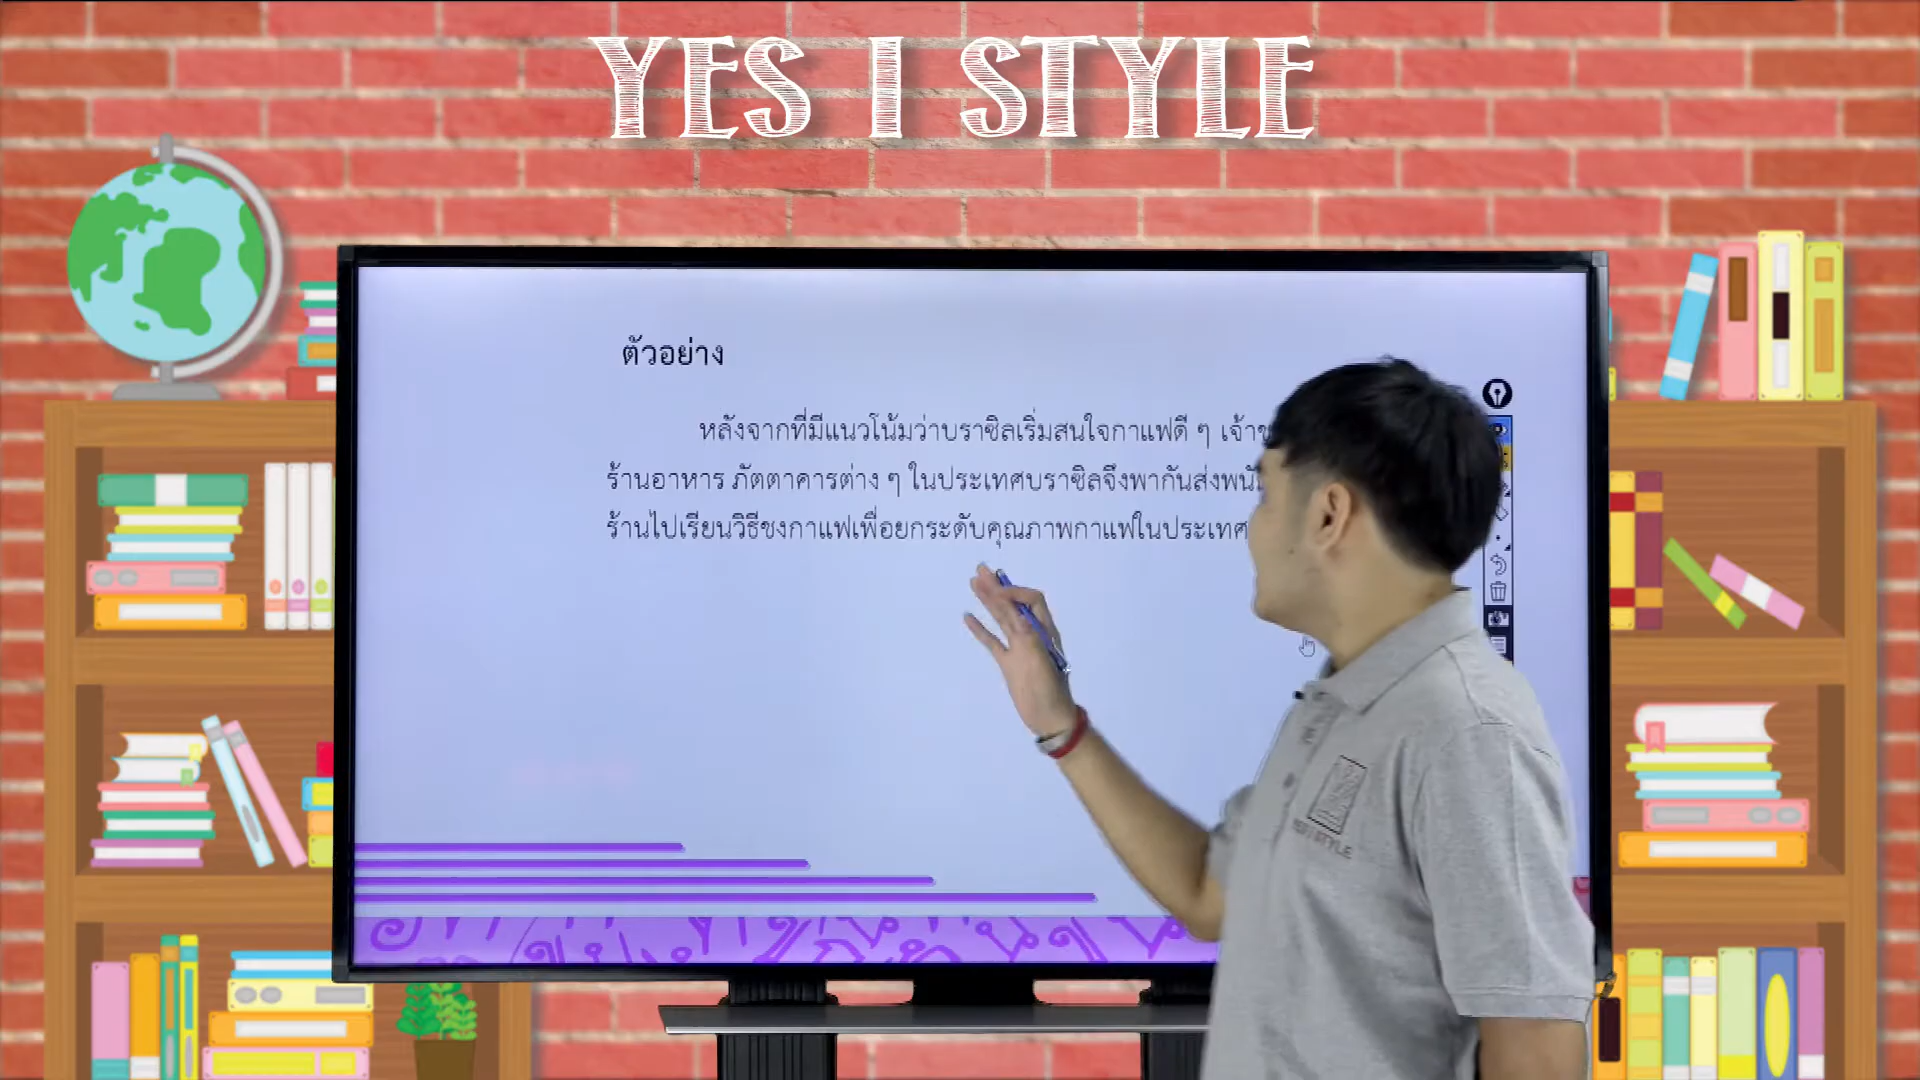 YES I STYLE
ตัวอย่าง
หลังจากที่มีแนวโน้มว่าบราซิลเริ่มสนใจกาแฟดี ๆ
ร้านอาหาร ภัตตาคารต่าง ๆ ในประเทศบราซิลจึงพากันส่ง
ร้านไปเรียนวิธีชงกาแฟเพื่อยกระดับคุณภาพกาแฟในประเทศ
YES I STYLE